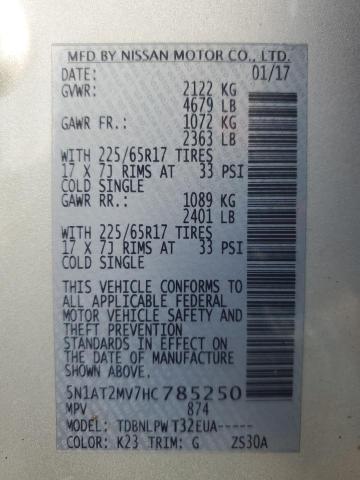 MFD BY NISSAN MOTOR CO., LTD.
DATE: 01/17
GVWR: 2122 KG
4679 LB
GAWR FR.: 1072 KG
2363 LB
WITH 225/65R17 TIRES
17 X 7J RIMS AT 33 PSI
COLD SINGLE
GAWR RR.: 1089 KG
2401 LB
WITH 225/65R17 TIRES
17 X 7J RIMS AT 33 PSI
COLD SINGLE
THIS VEHICLE CONFORMS TO
ALL APPLICABLE FEDERAL
MOTOR VEHICLE SAFETY AND
THEFT PREVENTION
STANDARDS IN EFFECT ON
THE DATE OF MANUFACTURE
SHOWN ABOVE.
5N1AT2MV7HC785250
MPV 874
MODEL: TDBNLPW T32EUA-----
COLOR: K23 TRIM: G ZS30A